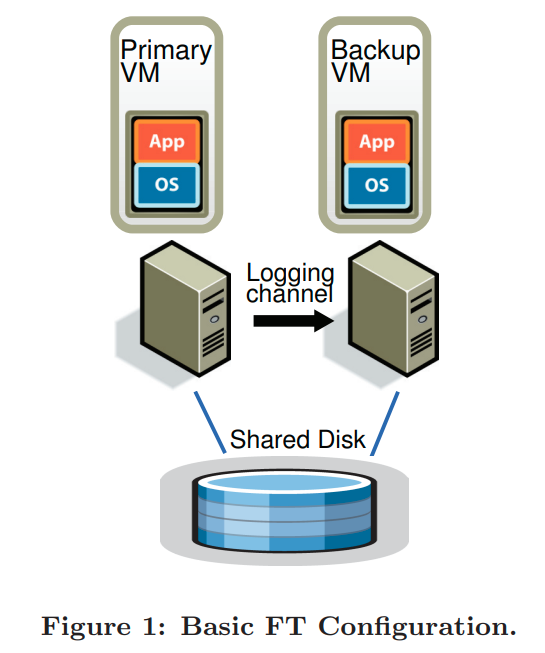 Primary
VM
Backup
VM
App
App
OS
OS
Logging
channel
Shared Disk
Figure 1: Basic FT Configuration.